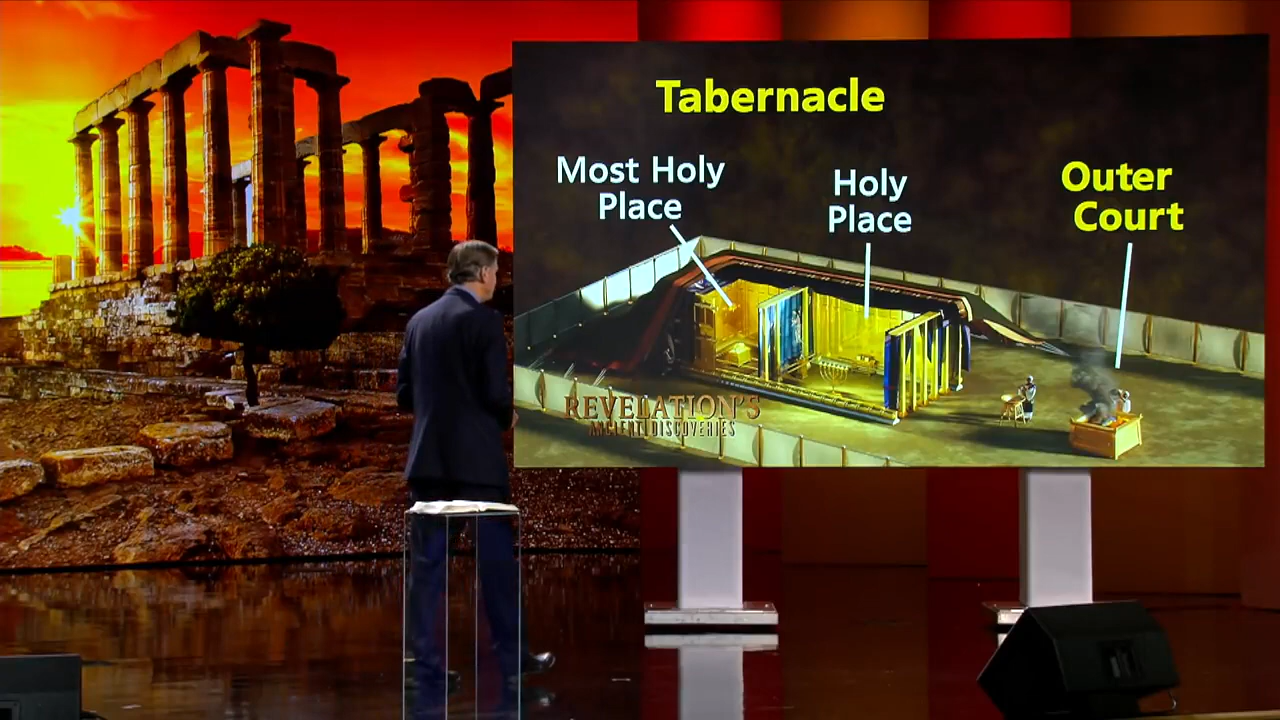 Tabernacle
Most Holy
Place
Holy
Place
Outer
Court
REVELATION'S
ANCIENT DISCOVERIES